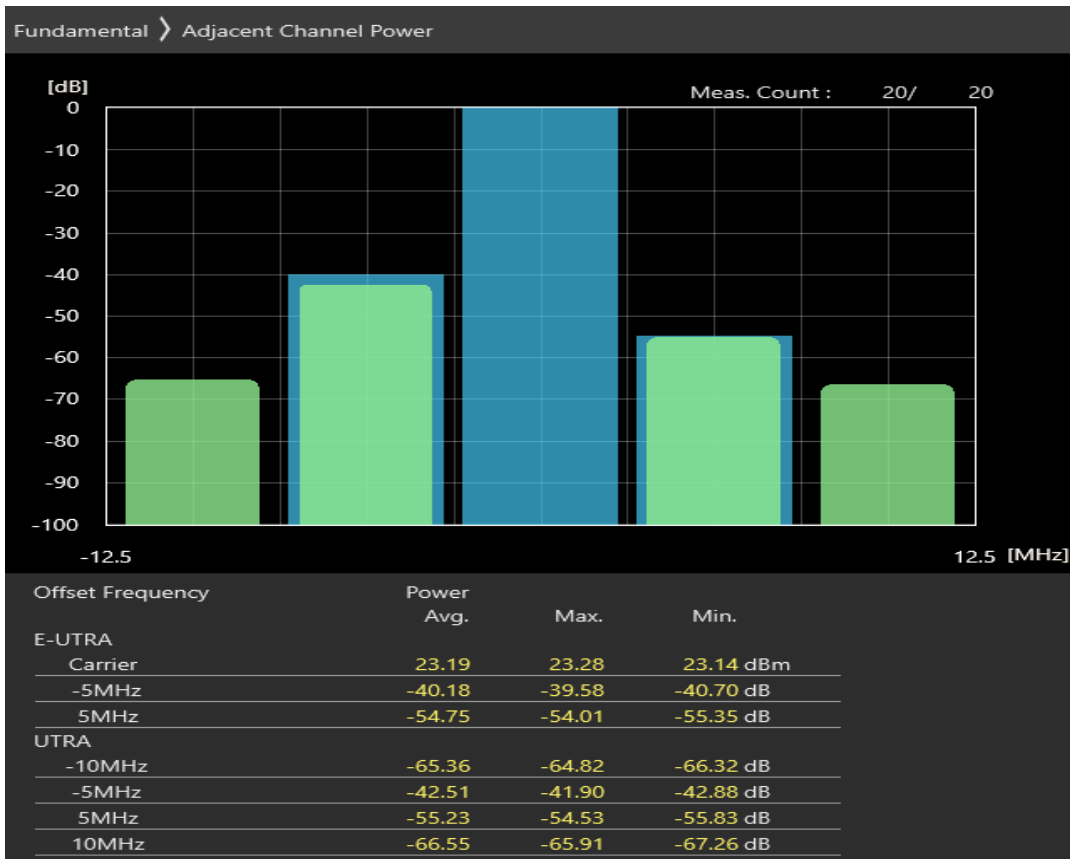 Fundamental 〉 Adjacent Channel Power
[dB]
Meas. Count : 20/ 20
0
-10
-20
-30
-40
-50
-60
-70
-80
-90
-100
-12.5 12.5 [MHz]
Offset Frequency Power
Avg. Max. Min.
E-UTRA
Carrier 23.19 23.28 23.14 dBm
-5MHz -40.18 -39.58 -40.70 dB
5MHz -54.75 -54.01 -55.35 dB
UTRA
-10MHz -65.36 -64.82 -66.32 dB
-5MHz -42.51 -41.90 -42.88 dB
5MHz -55.23 -54.53 -55.83 dB
10MHz -66.55 -65.91 -67.26 dB